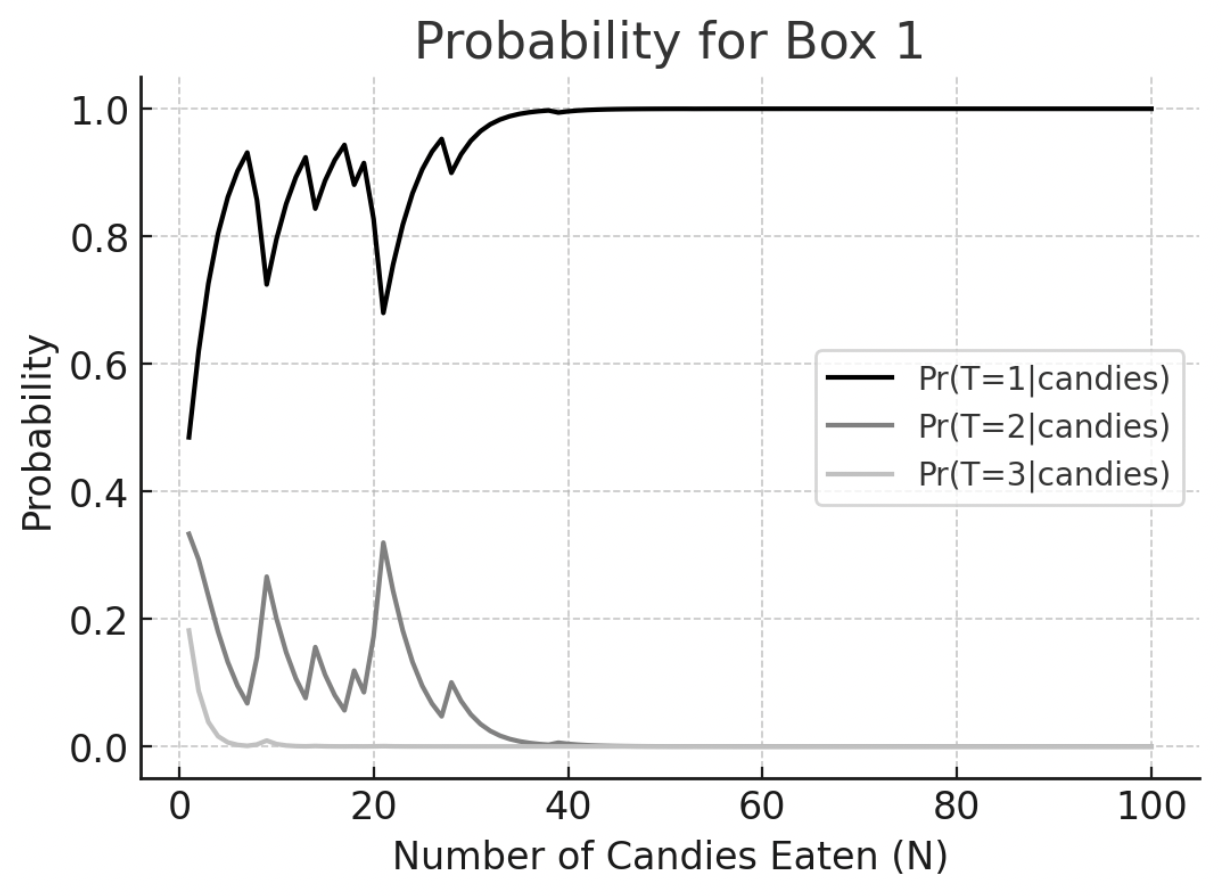 Probability for Box 1
Probability
1.0
0.8
0.6
0.4
0.2
0.0
Pr(T=1|candies)
Pr(T=2|candies)
Pr(T=3|candies)
0 20 40 60 80 100
Number of Candies Eaten (N)